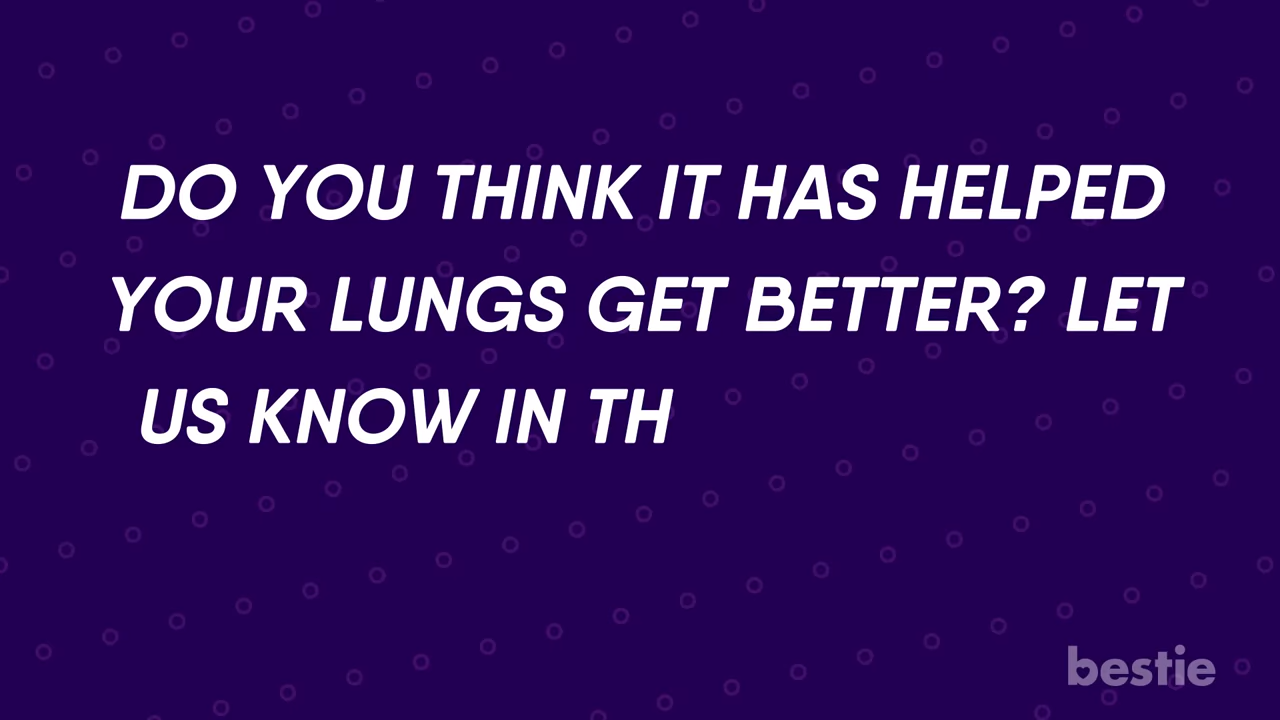 DO YOU THINK IT HAS HELPED
YOUR LUNGS GET BETTER? LET
US KNOW IN TH
bestie